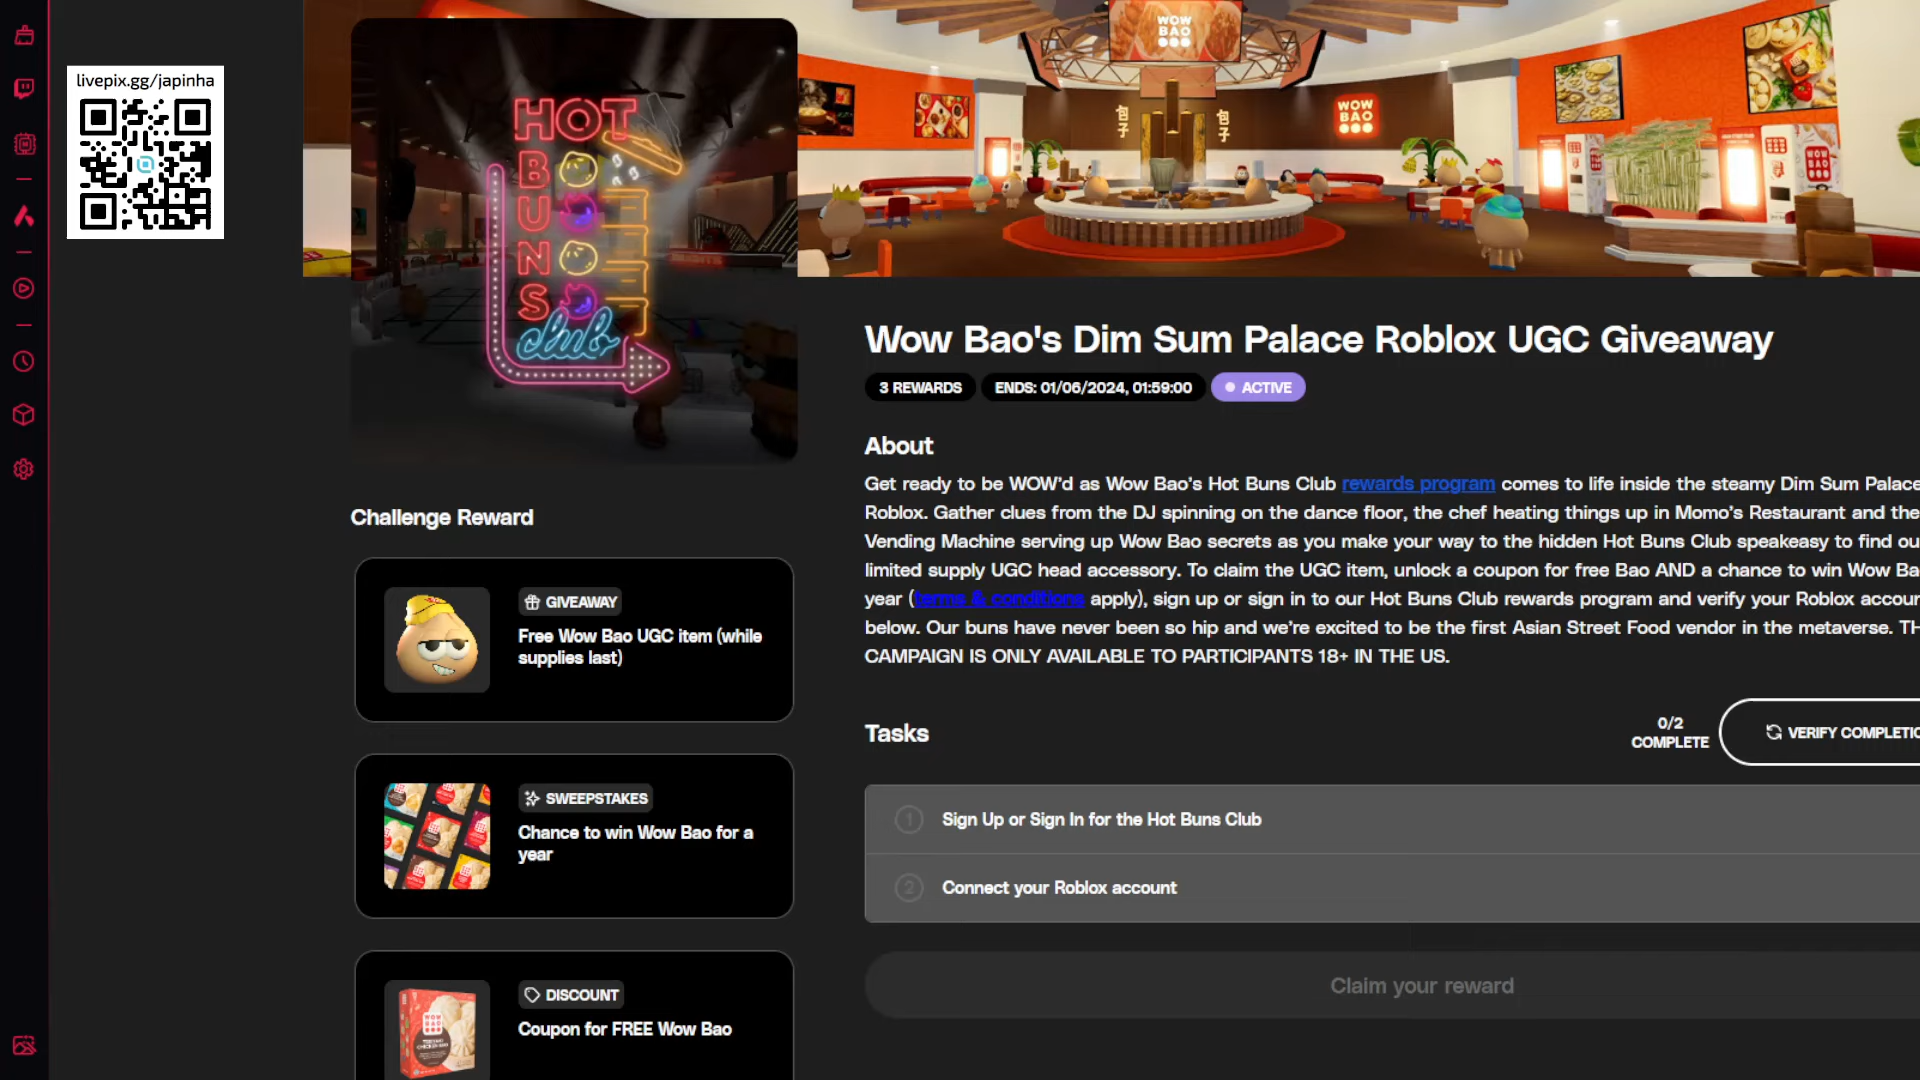 livepix.gg/japinha
HOT
BUNS
club
WOW
BAO
包子
包子
WOW
BAO
WOW
BAO
Wow Bao's Dim Sum Palace Roblox UGC Giveaway
3 REWARDS
ENDS: 01/06/2024, 01:59:00
ACTIVE
About
Get ready to be WOW'd as Wow Bao's Hot Buns Club rewards program comes to life inside the steamy Dim Sum Palace
Roblox. Gather clues from the DJ spinning on the dance floor, the chef heating things up in Momo's Restaurant and the
Vending Machine serving up Wow Bao secrets as you make your way to the hidden Hot Buns Club speakeasy to find ou
limited supply UGC head accessory. To claim the UGC item, unlock a coupon for free Bao AND a chance to win Wow Ba
year (terms & conditions apply), sign up or sign in to our Hot Buns Club rewards program and verify your Roblox accour
below. Our buns have never been so hip and we're excited to be the first Asian Street Food vendor in the metaverse. TH
CAMPAIGN IS ONLY AVAILABLE TO PARTICIPANTS 18+ IN THE US.
Challenge Reward
GIVEAWAY
Free Wow Bao UGC item (while
supplies last)
SWEEPSTAKES
Chance to win Wow Bao for a
year
DISCOUNT
Coupon for FREE Wow Bao
WOW
BAO
Tasks
0/2
COMPLETE
VERIFY COMPLETIO
1 Sign Up or Sign In for the Hot Buns Club
2 Connect your Roblox account
Claim your reward